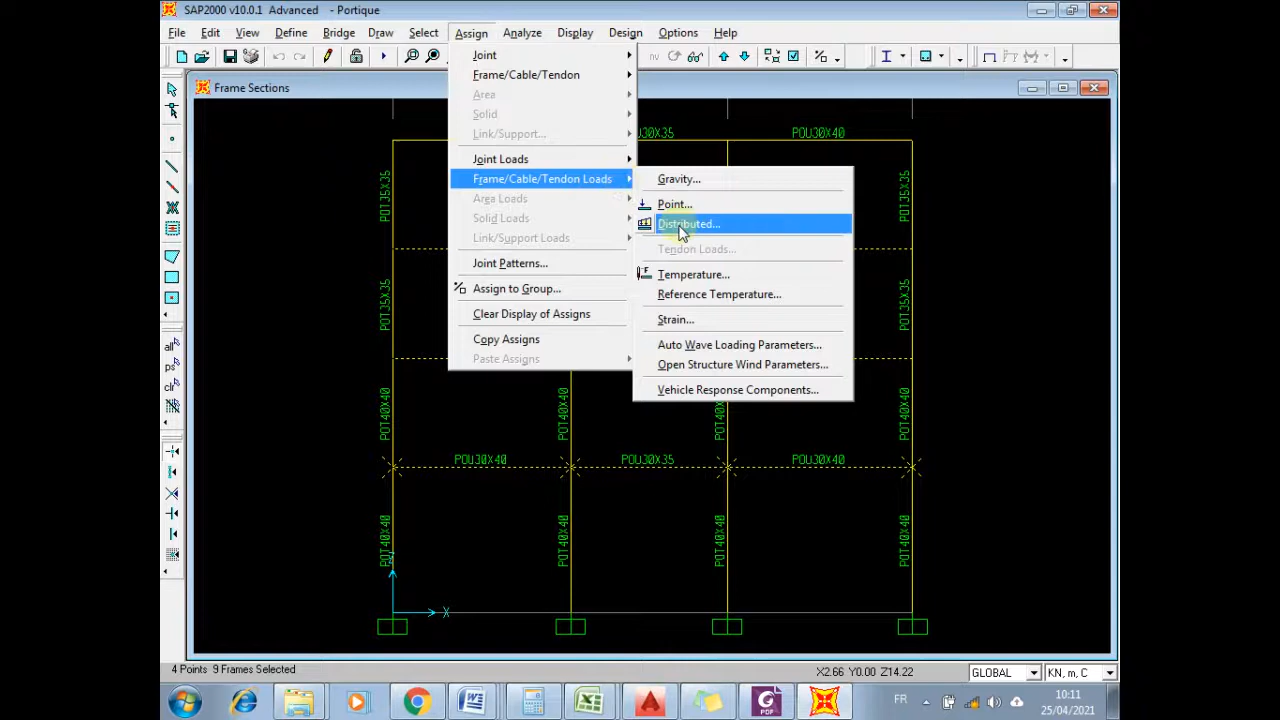 SAP2000 v10.0.1 Advanced - Portique
File Edit View Define Bridge Draw Select Assign Analyze Display Design Options Help
Frame Sections
Joint
Frame/Cable/Tendon
Area
Solid
Link/Support...
Joint Loads
Frame/Cable/Tendon Loads
Area Loads
Solid Loads
Link/Support Loads
Joint Patterns...
Assign to Group...
Clear Display of Assigns
Copy Assigns
Paste Assigns
Gravity...
Point...
Distributed...
Tendon Loads...
Temperature...
Reference Temperature...
Strain...
Auto Wave Loading Parameters...
Open Structure Wind Parameters...
Vehicle Response Components...
all
ps
clr
POU30X35 POU30X40
POT35X35 POT35X35
POT35X35 POT35X35
POT40X40 POT40X40 POT40X40 POT40X40
POU30X40 POU30X35 POU30X40
POT40X40 POT40X40 POT40X40 POT40X40
Z
X
4 Points 9 Frames Selected
X2.66 Y0.00 Z14.22
GLOBAL
KN, m, C
PDF
FR
10:11
25/04/2021